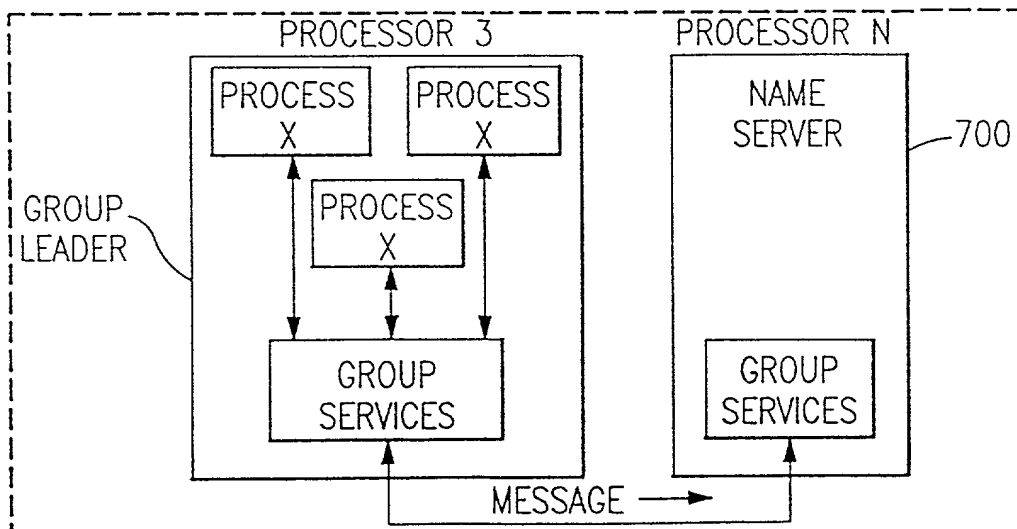 PROCESSOR 3
PROCESSOR N
PROCESS
X
PROCESS
X
NAME
SERVER
700
GROUP
LEADER
PROCESS
X
GROUP
SERVICES
GROUP
SERVICES
MESSAGE